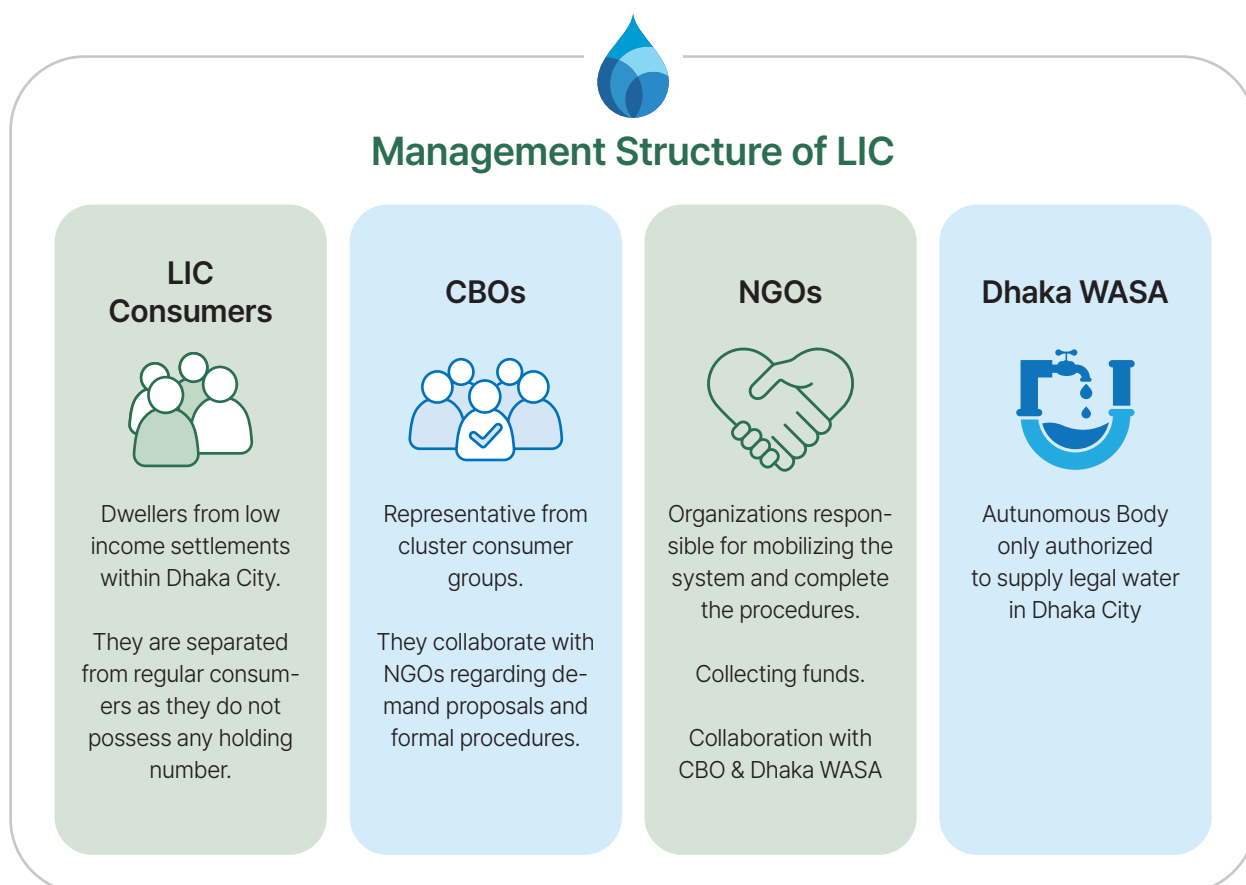 Management Structure of LIC
LIC
Consumers
Dwellers from low
income settlements
within Dhaka City.
They are separated
from regular consum-
ers as they do not
possess any holding
number.
CBOs
Representative from
cluster consumer
groups.
They collaborate with
NGOs regarding de-
mand proposals and
formal procedures.
NGOs
Organizations respon-
sible for mobilizing the
system and complete
the procedures.
Collecting funds.
Collaboration with
CBO & Dhaka WASA
Dhaka WASA
Autunomous Body
only authorized
to supply legal water
in Dhaka City